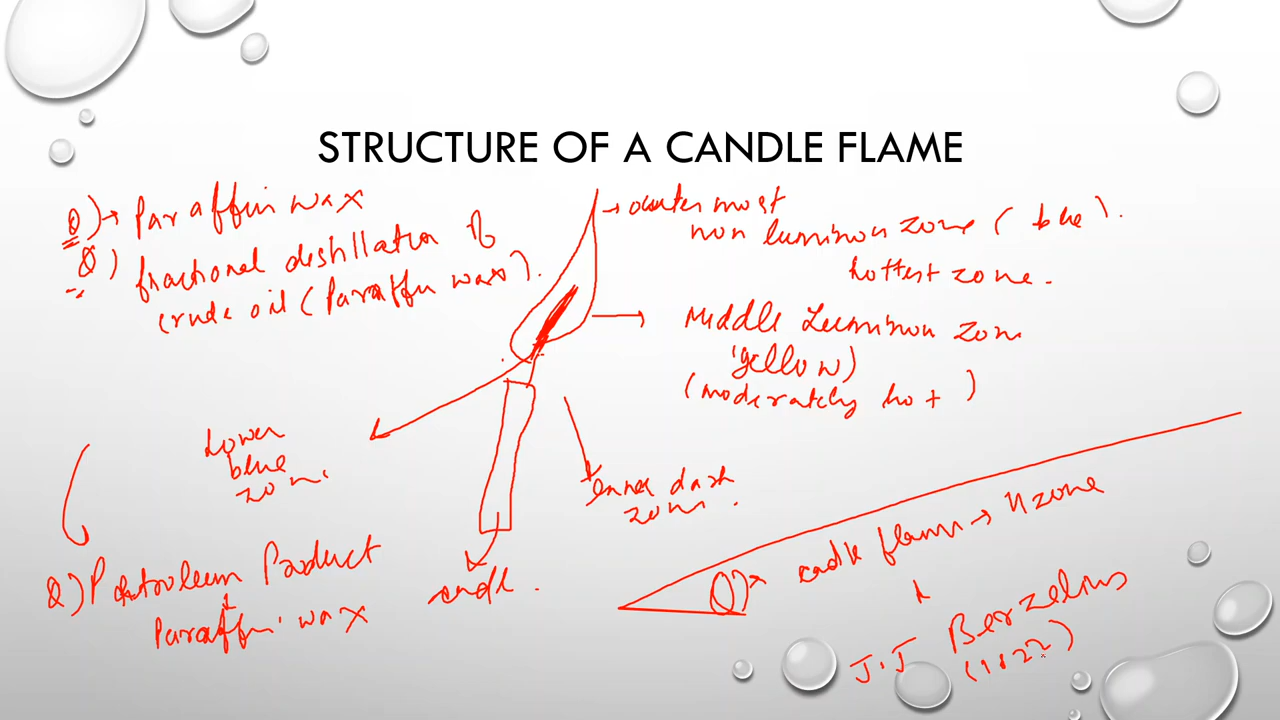 STRUCTURE OF A CANDLE FLAME
Q) → Paraffin wax
Q) fractional distillation of
crude oil (Paraffin wax).
→ outer most
non luminous zone ( blue ).
hottest zone.
Middle Luminous zone
(yellow)
(moderately hot )
Lower
blue
zone.
Inner dark
zone.
candle.
Q) Petroleum Product
Paraffin wax
Q) candle flame → 4 zone
J.J Berzelius
(1822)